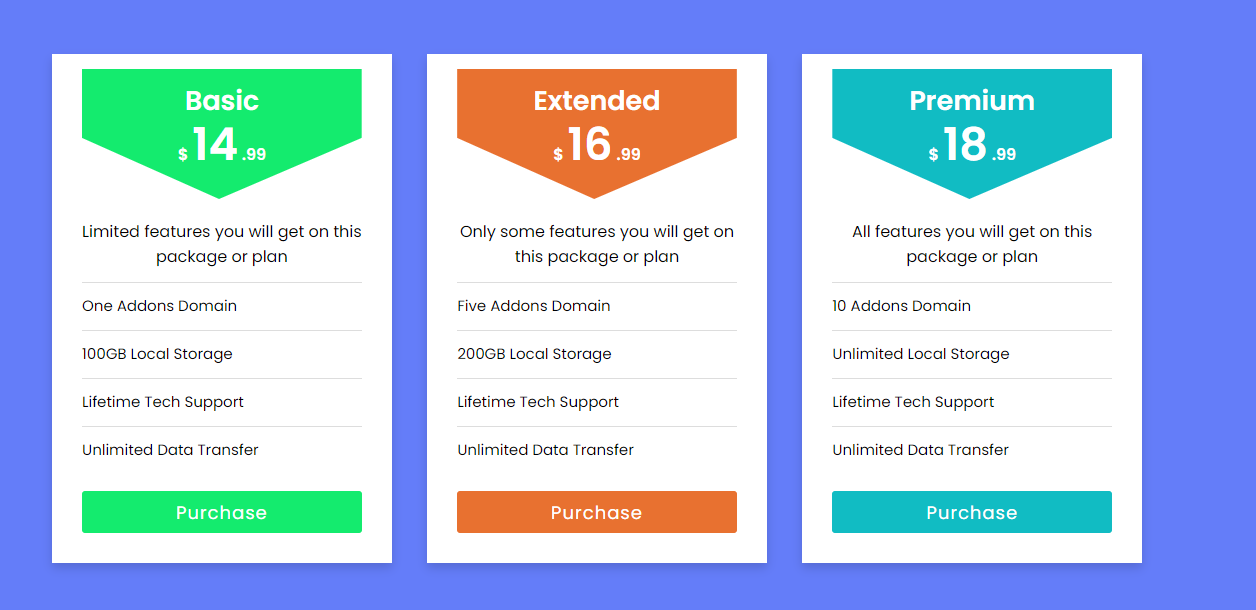 Basic
$ 14 .99
Limited features you will get on this
package or plan
One Addons Domain
100GB Local Storage
Lifetime Tech Support
Unlimited Data Transfer
Purchase
Extended
$ 16 .99
Only some features you will get on
this package or plan
Five Addons Domain
200GB Local Storage
Lifetime Tech Support
Unlimited Data Transfer
Purchase
Premium
$ 18 .99
All features you will get on this
package or plan
10 Addons Domain
Unlimited Local Storage
Lifetime Tech Support
Unlimited Data Transfer
Purchase